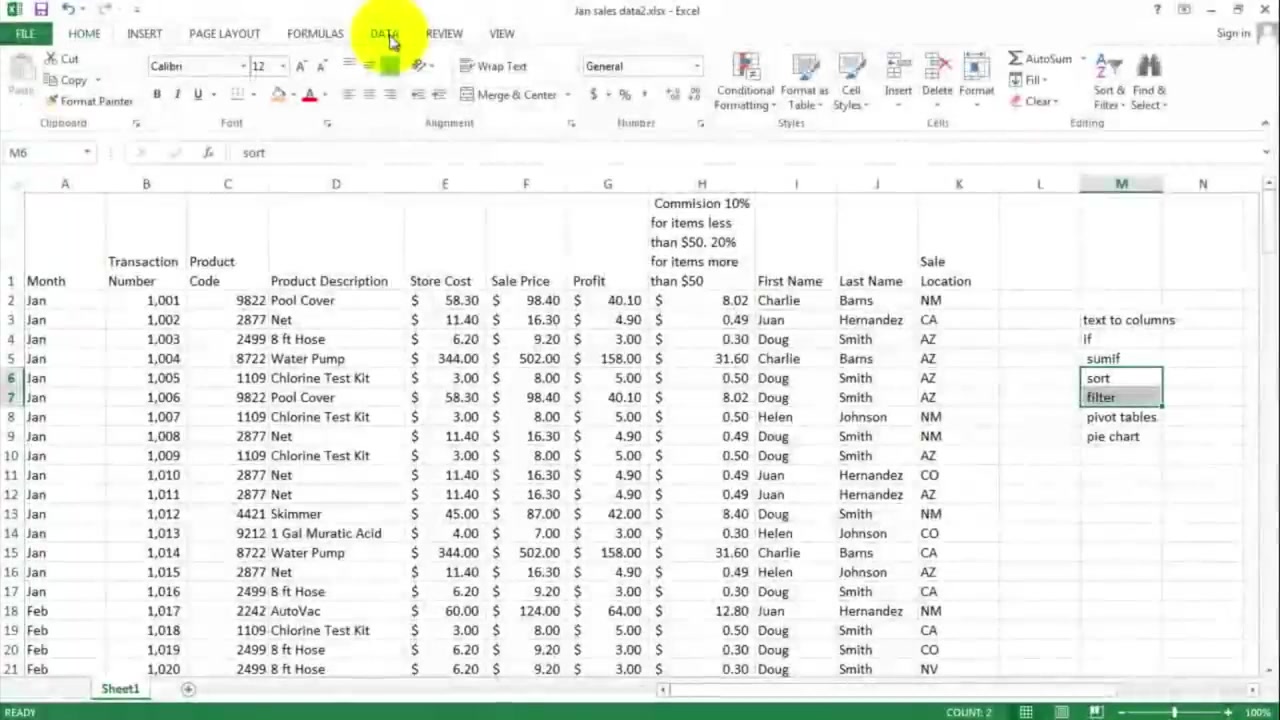 Jan sales data2.xlsx - Excel
FILE HOME INSERT PAGE LAYOUT FORMULAS DATA REVIEW VIEW Sign in
Cut
Copy
Format Painter
Paste
Clipboard
Calibri 12
B I U
Font
Wrap Text
Merge & Center
Alignment
General
$ % ,
Number
Conditional Formatting
Format as Table
Cell Styles
Styles
Insert Delete Format
Cells
AutoSum
Fill
Clear
Sort & Filter
Find & Select
Editing
M6 fx sort
A B C D E F G H I J K L M N
Commision 10%
for items less
than $50. 20%
Transaction Product for items more Sale
1 Month Number Code Product Description Store Cost Sale Price Profit than $50 First Name Last Name Location
2 Jan 1,001 9822 Pool Cover $ 58.30 $ 98.40 $ 40.10 $ 8.02 Charlie Barns NM
3 Jan 1,002 2877 Net $ 11.40 $ 16.30 $ 4.90 $ 0.49 Juan Hernandez CA text to columns
4 Jan 1,003 2499 8 ft Hose $ 6.20 $ 9.20 $ 3.00 $ 0.30 Doug Smith AZ if
5 Jan 1,004 8722 Water Pump $ 344.00 $ 502.00 $ 158.00 $ 31.60 Charlie Barns AZ sumif
6 Jan 1,005 1109 Chlorine Test Kit $ 3.00 $ 8.00 $ 5.00 $ 0.50 Doug Smith AZ sort
7 Jan 1,006 9822 Pool Cover $ 58.30 $ 98.40 $ 40.10 $ 8.02 Doug Smith AZ filter
8 Jan 1,007 1109 Chlorine Test Kit $ 3.00 $ 8.00 $ 5.00 $ 0.50 Helen Johnson NM pivot tables
9 Jan 1,008 2877 Net $ 11.40 $ 16.30 $ 4.90 $ 0.49 Doug Smith NM pie chart
10 Jan 1,009 1109 Chlorine Test Kit $ 3.00 $ 8.00 $ 5.00 $ 0.50 Doug Smith AZ
11 Jan 1,010 2877 Net $ 11.40 $ 16.30 $ 4.90 $ 0.49 Juan Hernandez CO
12 Jan 1,011 2877 Net $ 11.40 $ 16.30 $ 4.90 $ 0.49 Juan Hernandez AZ
13 Jan 1,012 4421 Skimmer $ 45.00 $ 87.00 $ 42.00 $ 8.40 Doug Smith NM
14 Jan 1,013 9212 1 Gal Muratic Acid $ 4.00 $ 7.00 $ 3.00 $ 0.30 Helen Johnson CO
15 Jan 1,014 8722 Water Pump $ 344.00 $ 502.00 $ 158.00 $ 31.60 Charlie Barns CA
16 Jan 1,015 2877 Net $ 11.40 $ 16.30 $ 4.90 $ 0.49 Helen Johnson AZ
17 Jan 1,016 2499 8 ft Hose $ 6.20 $ 9.20 $ 3.00 $ 0.30 Doug Smith CA
18 Feb 1,017 2242 AutoVac $ 60.00 $ 124.00 $ 64.00 $ 12.80 Juan Hernandez NM
19 Feb 1,018 1109 Chlorine Test Kit $ 3.00 $ 8.00 $ 5.00 $ 0.50 Doug Smith CA
20 Feb 1,019 2499 8 ft Hose $ 6.20 $ 9.20 $ 3.00 $ 0.30 Doug Smith CO
21 Feb 1,020 2499 8 ft Hose $ 6.20 $ 9.20 $ 3.00 $ 0.30 Doug Smith NV
Sheet1
READY COUNT: 2 100%